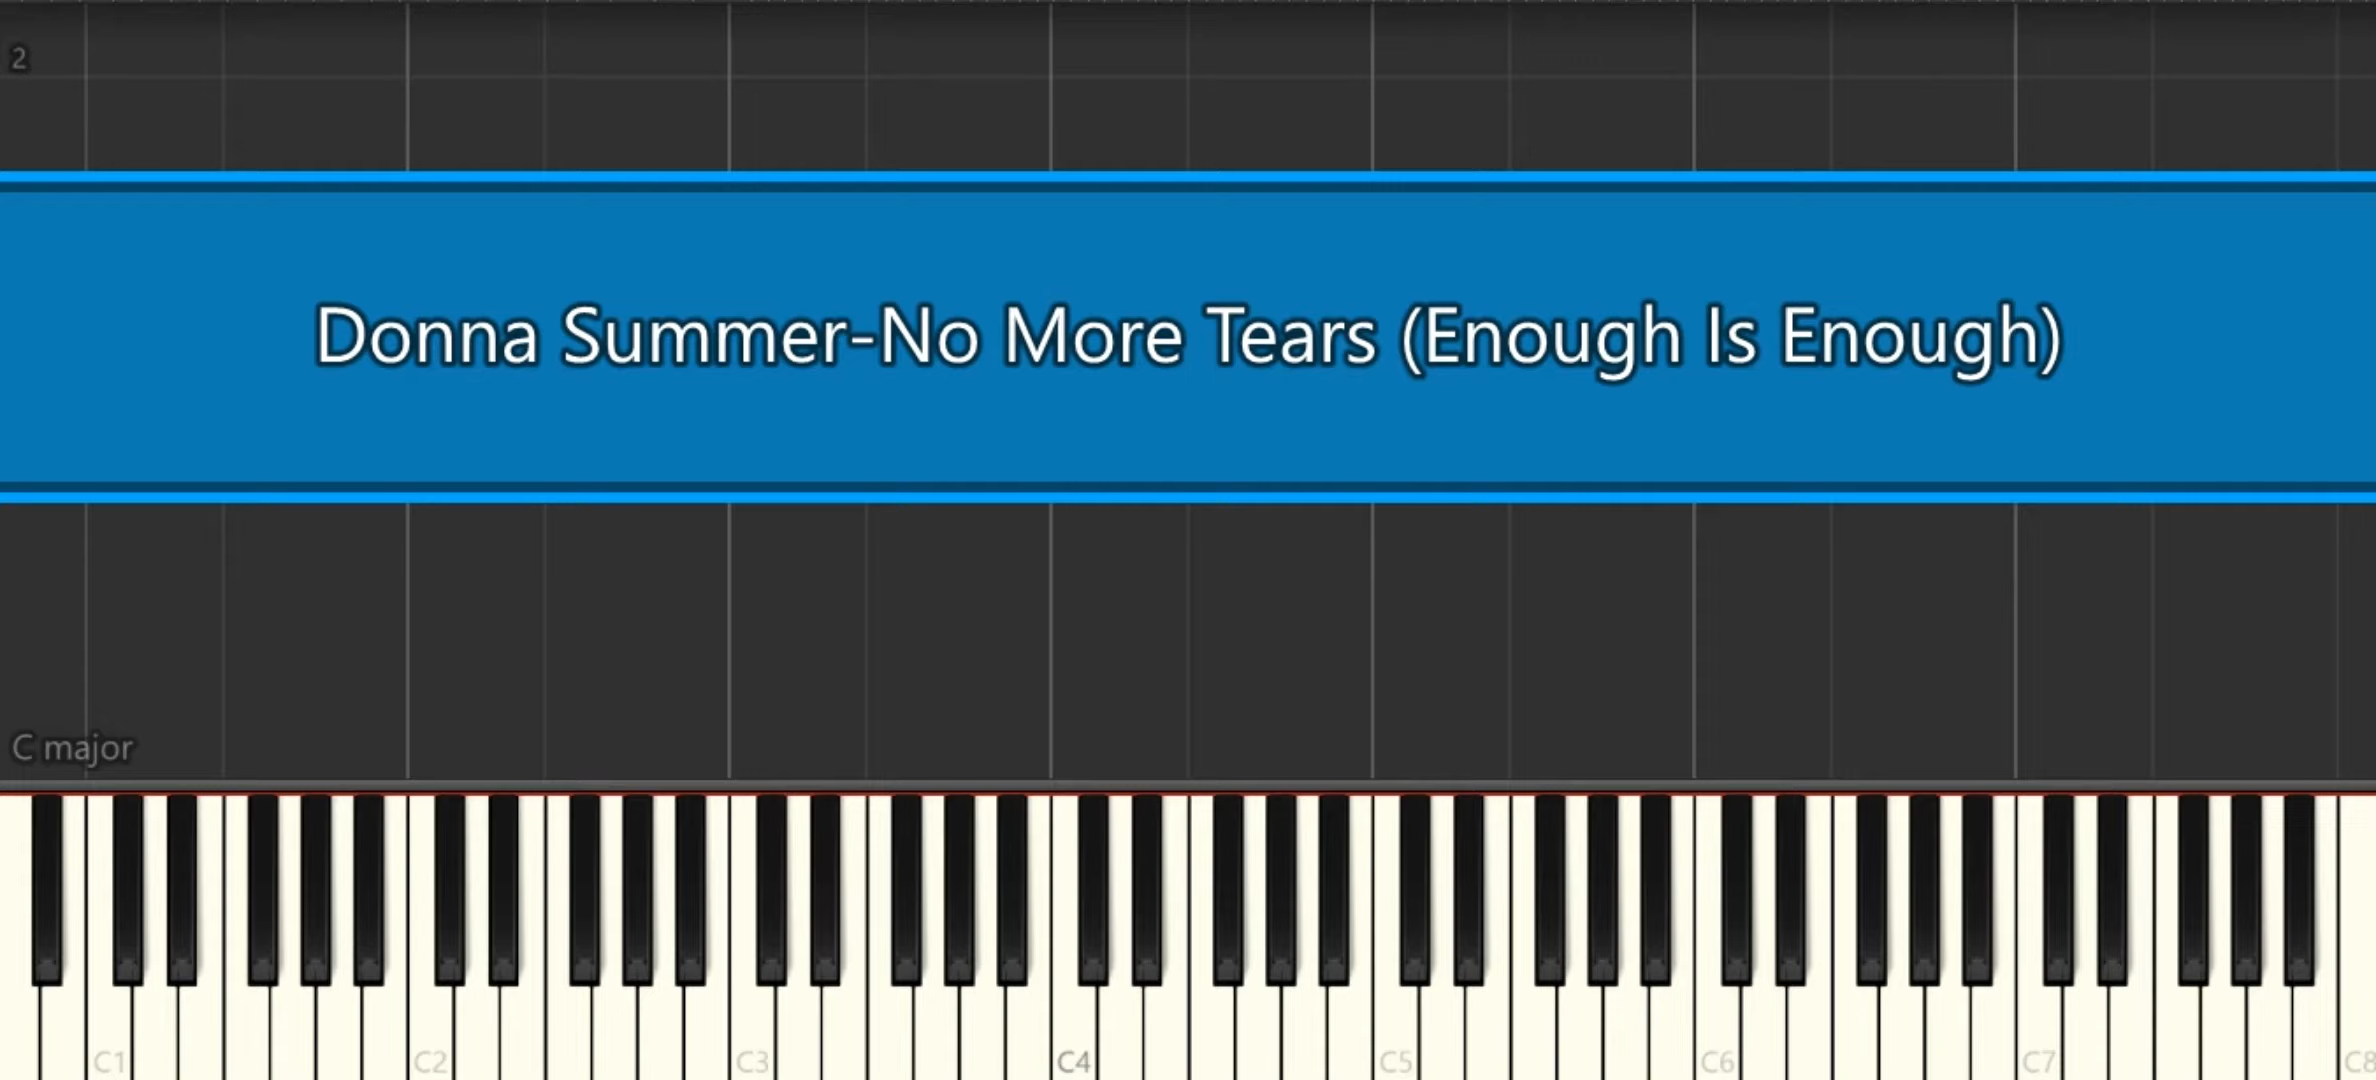 2
Donna Summer-No More Tears (Enough Is Enough)
C major
C1 C2 C3 C4 C5 C6 C7 C8